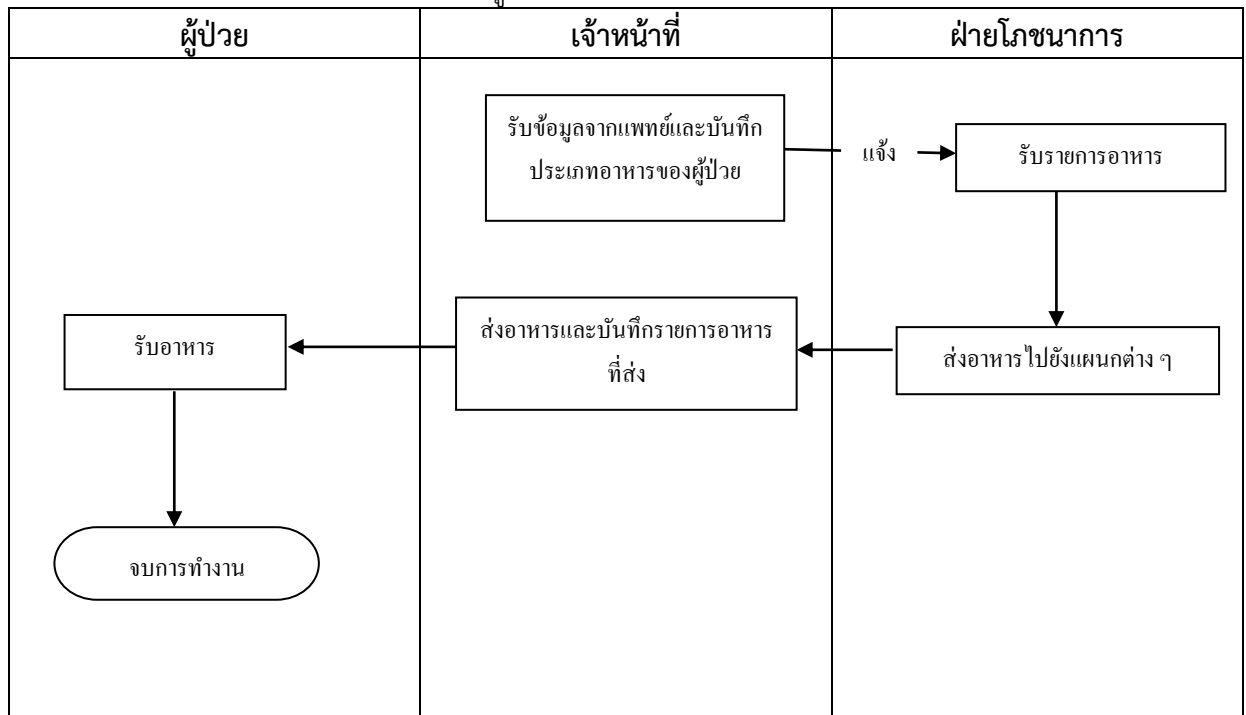 ผู้ป่วย
เจ้าหน้าที่
ฝ่ายโภชนาการ
รับข้อมูลจากแพทย์และบันทึก
ประเภทอาหารของผู้ป่วย
แจ้ง
รับรายการอาหาร
รับอาหาร
ส่งอาหารและบันทึกรายการอาหาร
ที่ส่ง
ส่งอาหารไปยังแผนกต่าง ๆ
จบการทำงาน